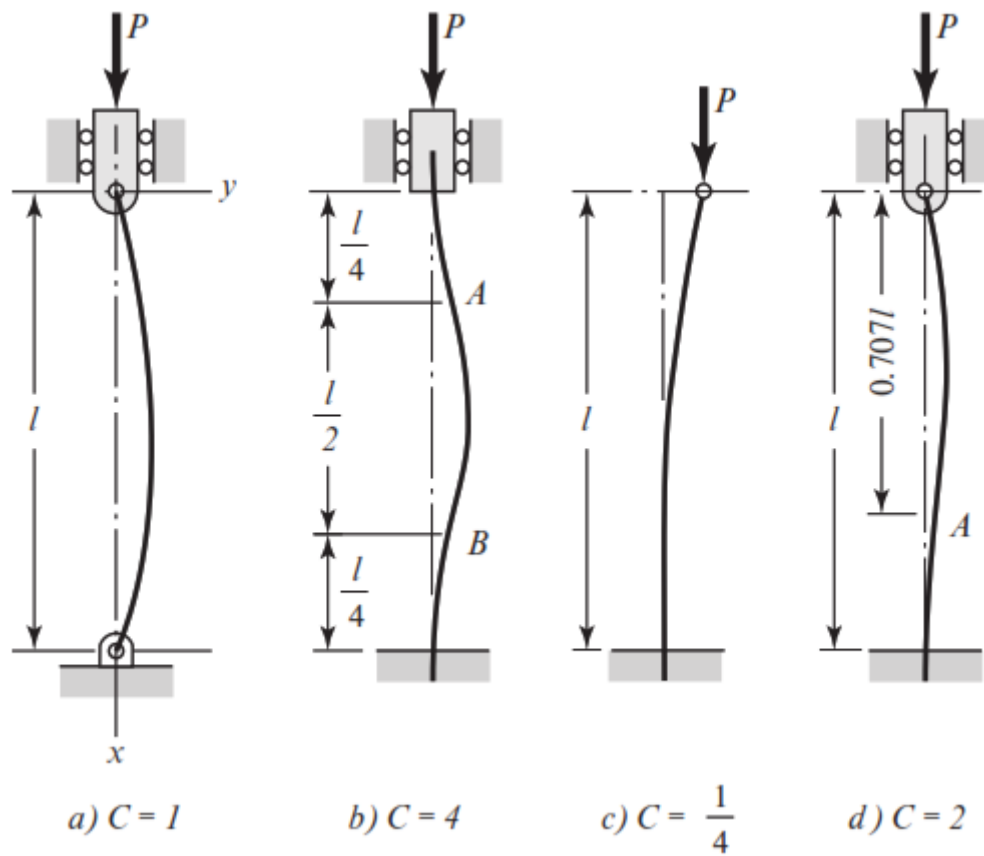 P
P
P
P
y
l
l/4
A
l/2
B
l/4
l
l
0.707l
A
x
a) C = 1
b) C = 4
c) C = 1/4
d) C = 2